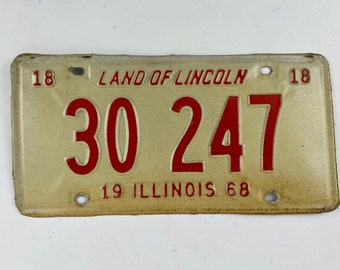 18 LAND OF LINCOLN 18
30 247
19 ILLINOIS 68